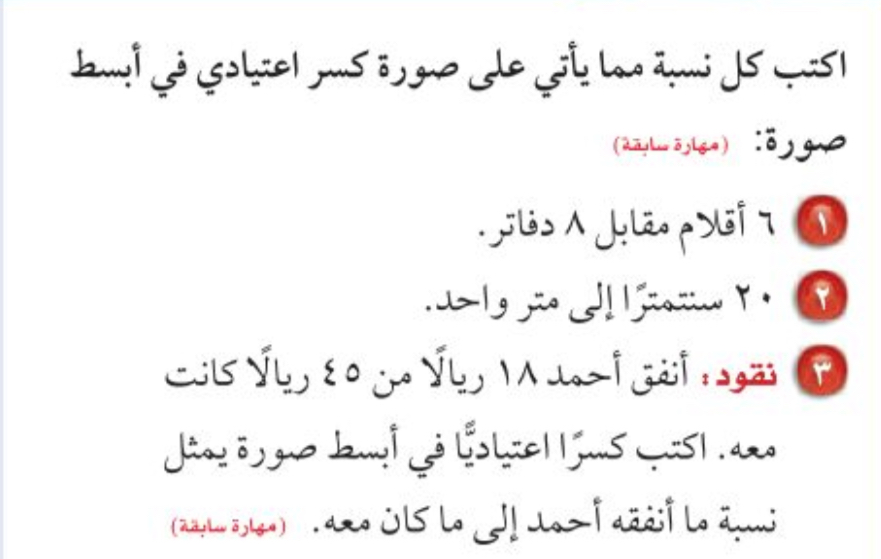 اكتب كل نسبة مما يأتي على صورة كسر اعتيادي في أبسط
صورة: (مهارة سابقة)
١ ٦ أقلام مقابل ٨ دفاتر.
٢ ٢٠ سنتمترًا إلى متر واحد.
٣ نقود: أنفق أحمد ١٨ ريالًا من ٤٥ ريالًا كانت
معه. اكتب كسرًا اعتياديًّا في أبسط صورة يمثل
نسبة ما أنفقه أحمد إلى ما كان معه. (مهارة سابقة)